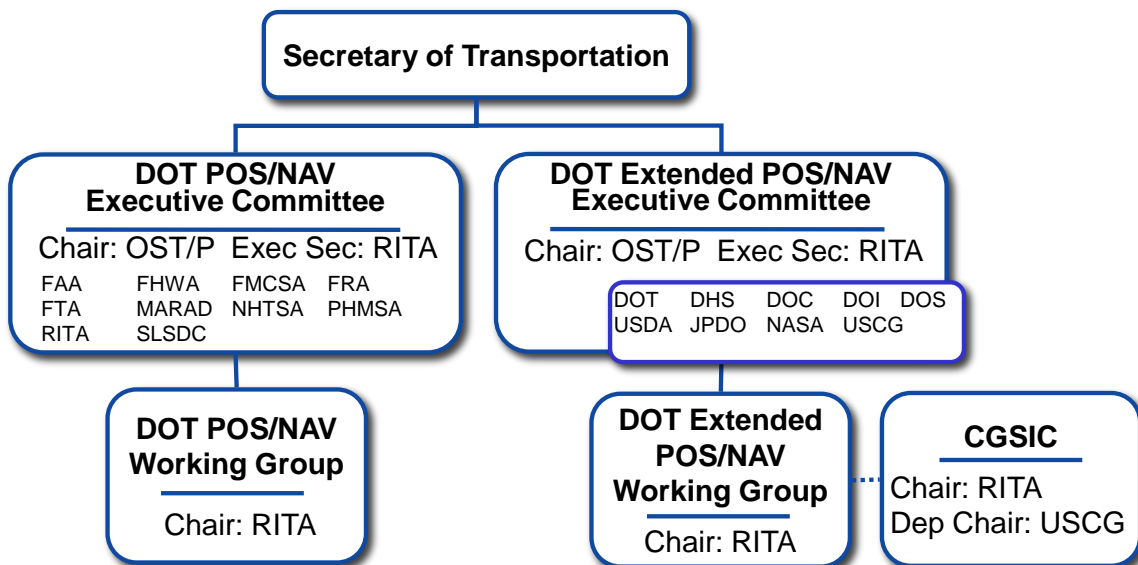 Secretary of Transportation
DOT POS/NAV
Executive Committee
Chair: OST/P  Exec Sec: RITA
FAA FHWA FMCSA FRA
FTA MARAD NHTSA PHMSA
RITA SLSDC
DOT Extended POS/NAV
Executive Committee
Chair: OST/P  Exec Sec: RITA
DOT DHS DOC DOI DOS
USDA JPDO NASA USCG
DOT POS/NAV
Working Group
Chair: RITA
DOT Extended
POS/NAV
Working Group
Chair: RITA
CGSIC
Chair: RITA
Dep Chair: USCG